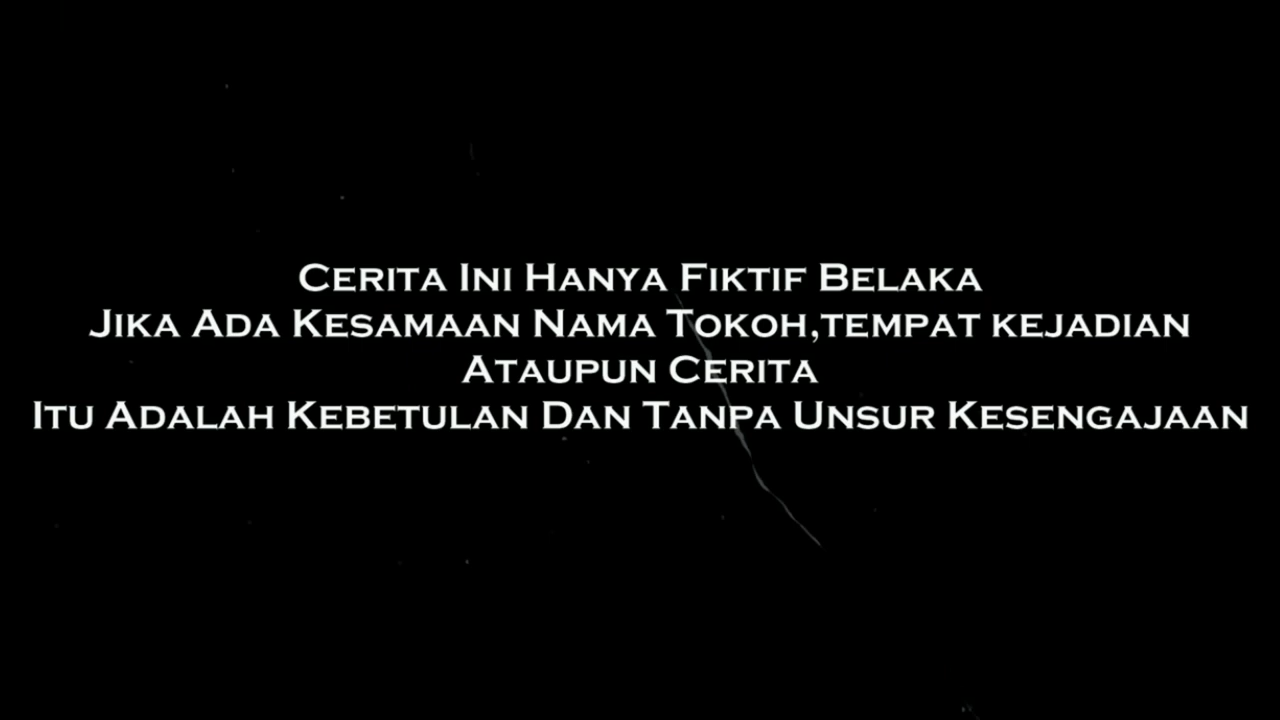 Cerita Ini Hanya Fiktif Belaka
Jika Ada Kesamaan Nama Tokoh,tempat kejadian
Ataupun Cerita
Itu Adalah Kebetulan Dan Tanpa Unsur Kesengajaan